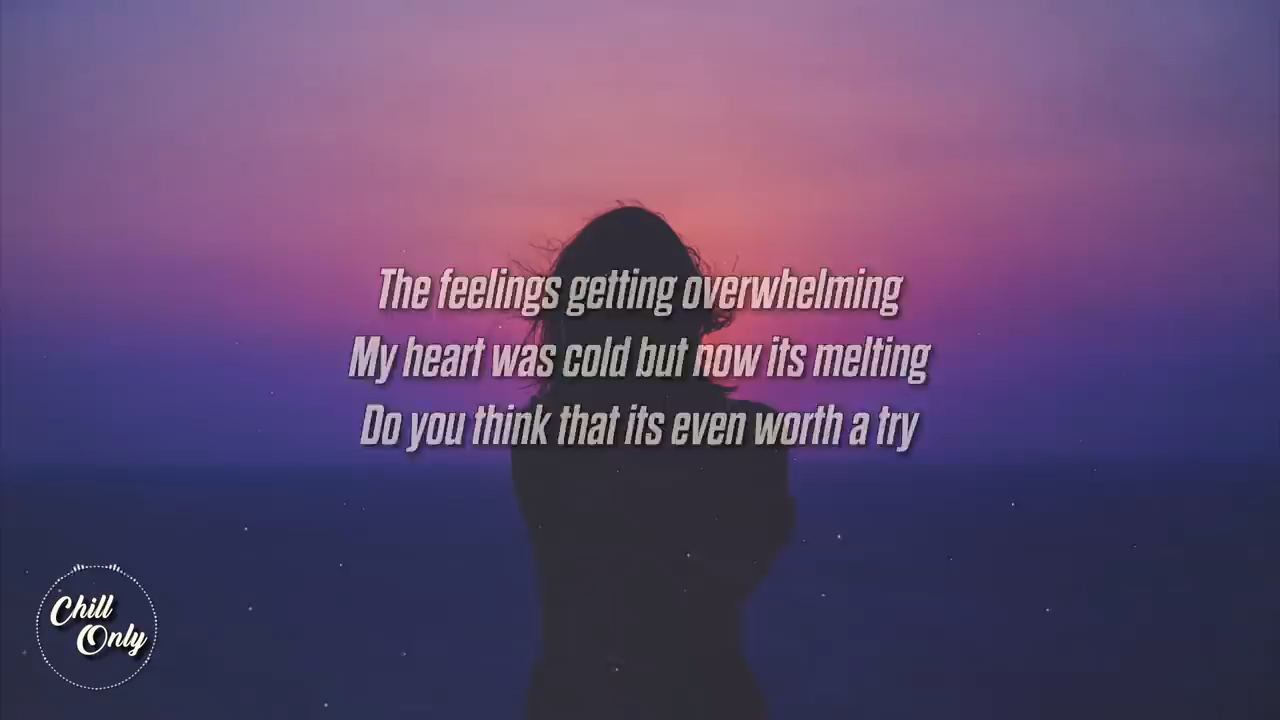 The feelings getting overwhelming
My heart was cold but now its melting
Do you think that its even worth a try
Chill
Only